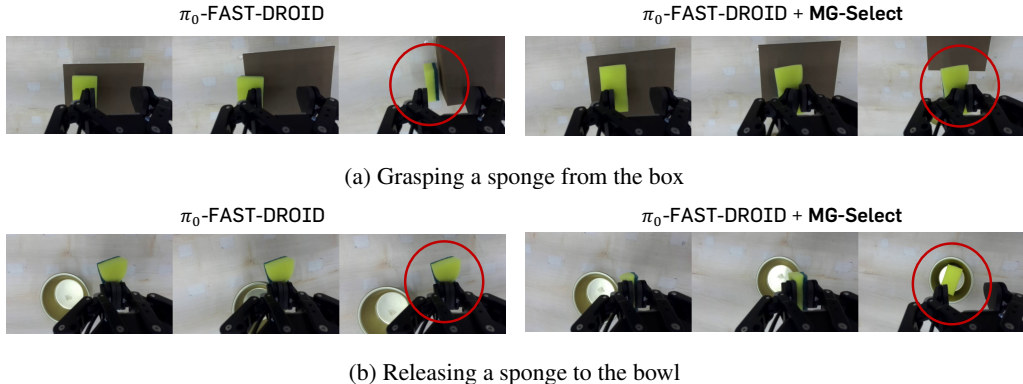 π₀-FAST-DROID
π₀-FAST-DROID + MG-Select
(a) Grasping a sponge from the box
π₀-FAST-DROID
π₀-FAST-DROID + MG-Select
(b) Releasing a sponge to the bowl